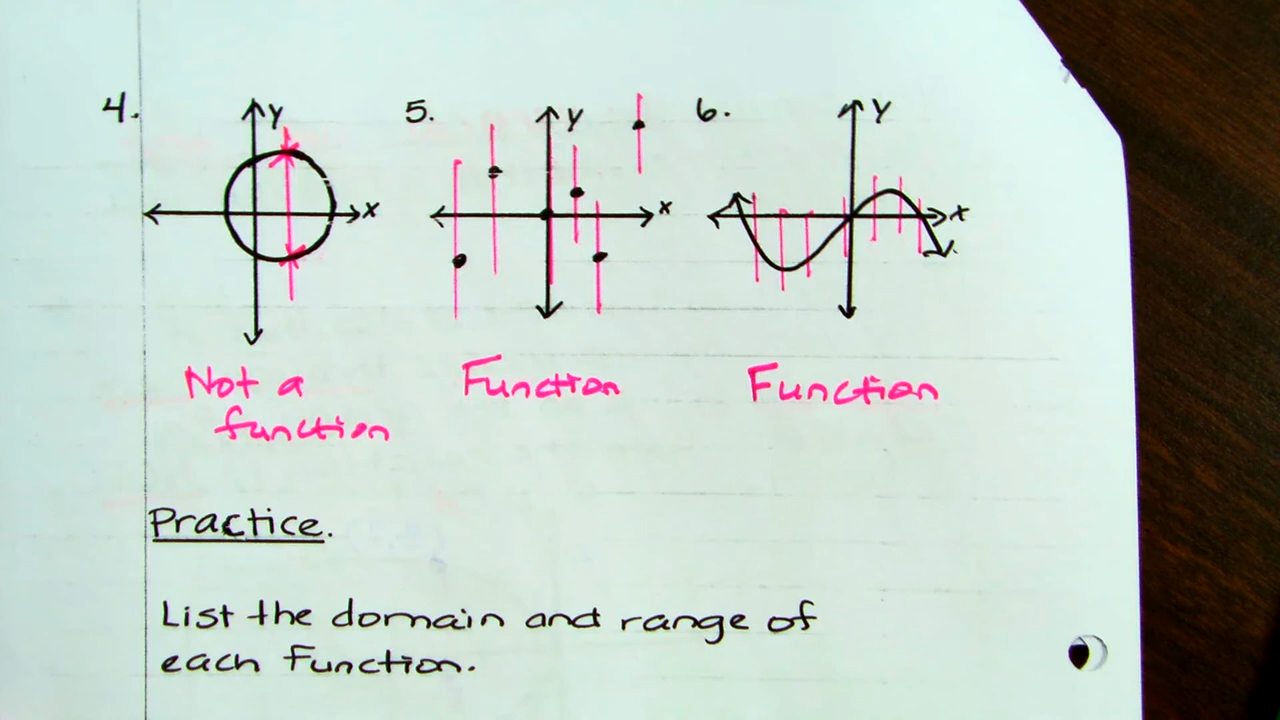 4.
Y
x
5.
Y
x
6.
Y
x
Not a
function
Function
Function
Practice.
List the domain and range of
each function.